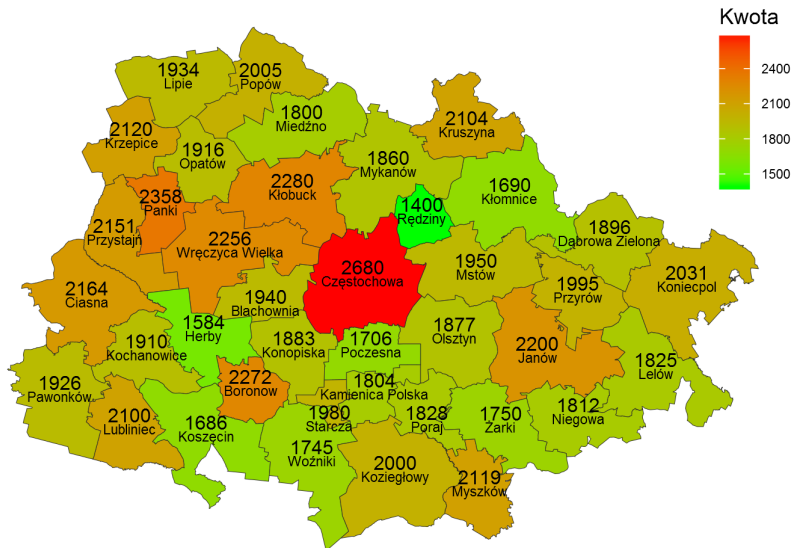 Kwota
2400
2100
1800
1500
1934
Lipie
2005
Popów
1800
Miedźno
2104
Kruszyna
2120
Krzepice
1916
Opatów
1860
Mykanów
2280
Kłobuck
1690
Kłomnice
2358
Panki
1400
Rędziny
2151
Przystajń
2256
Wręczyca Wielka
1896
Dąbrowa Zielona
1950
Mstów
2680
Częstochowa
2031
Koniecpol
2164
Ciasna
1995
Przyrów
1940
Blachownia
1584
Herby
1877
Olsztyn
1910
Kochanowice
1883
Konopiska
1706
Poczesna
2200
Janów
1825
Lelów
1926
Pawonków
2272
Boronow
1804
Kamienica Polska
2100
Lubliniec
1686
Koszęcin
1980
Starcza
1828
Poraj
1750
Żarki
1812
Niegowa
1745
Woźniki
2000
Koziegłowy
2119
Myszków